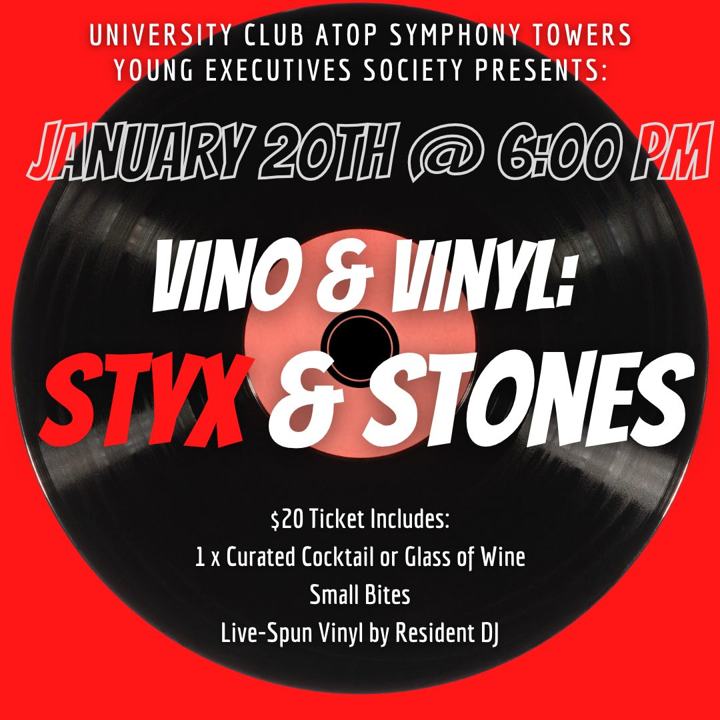 UNIVERSITY CLUB ATOP SYMPHONY TOWERS
YOUNG EXECUTIVES SOCIETY PRESENTS:
JANUARY 20TH @ 6:00 PM
VINO & VINYL:
STYX & STONES
$20 Ticket Includes:
1 x Curated Cocktail or Glass of Wine
Small Bites
Live-Spun Vinyl by Resident DJ